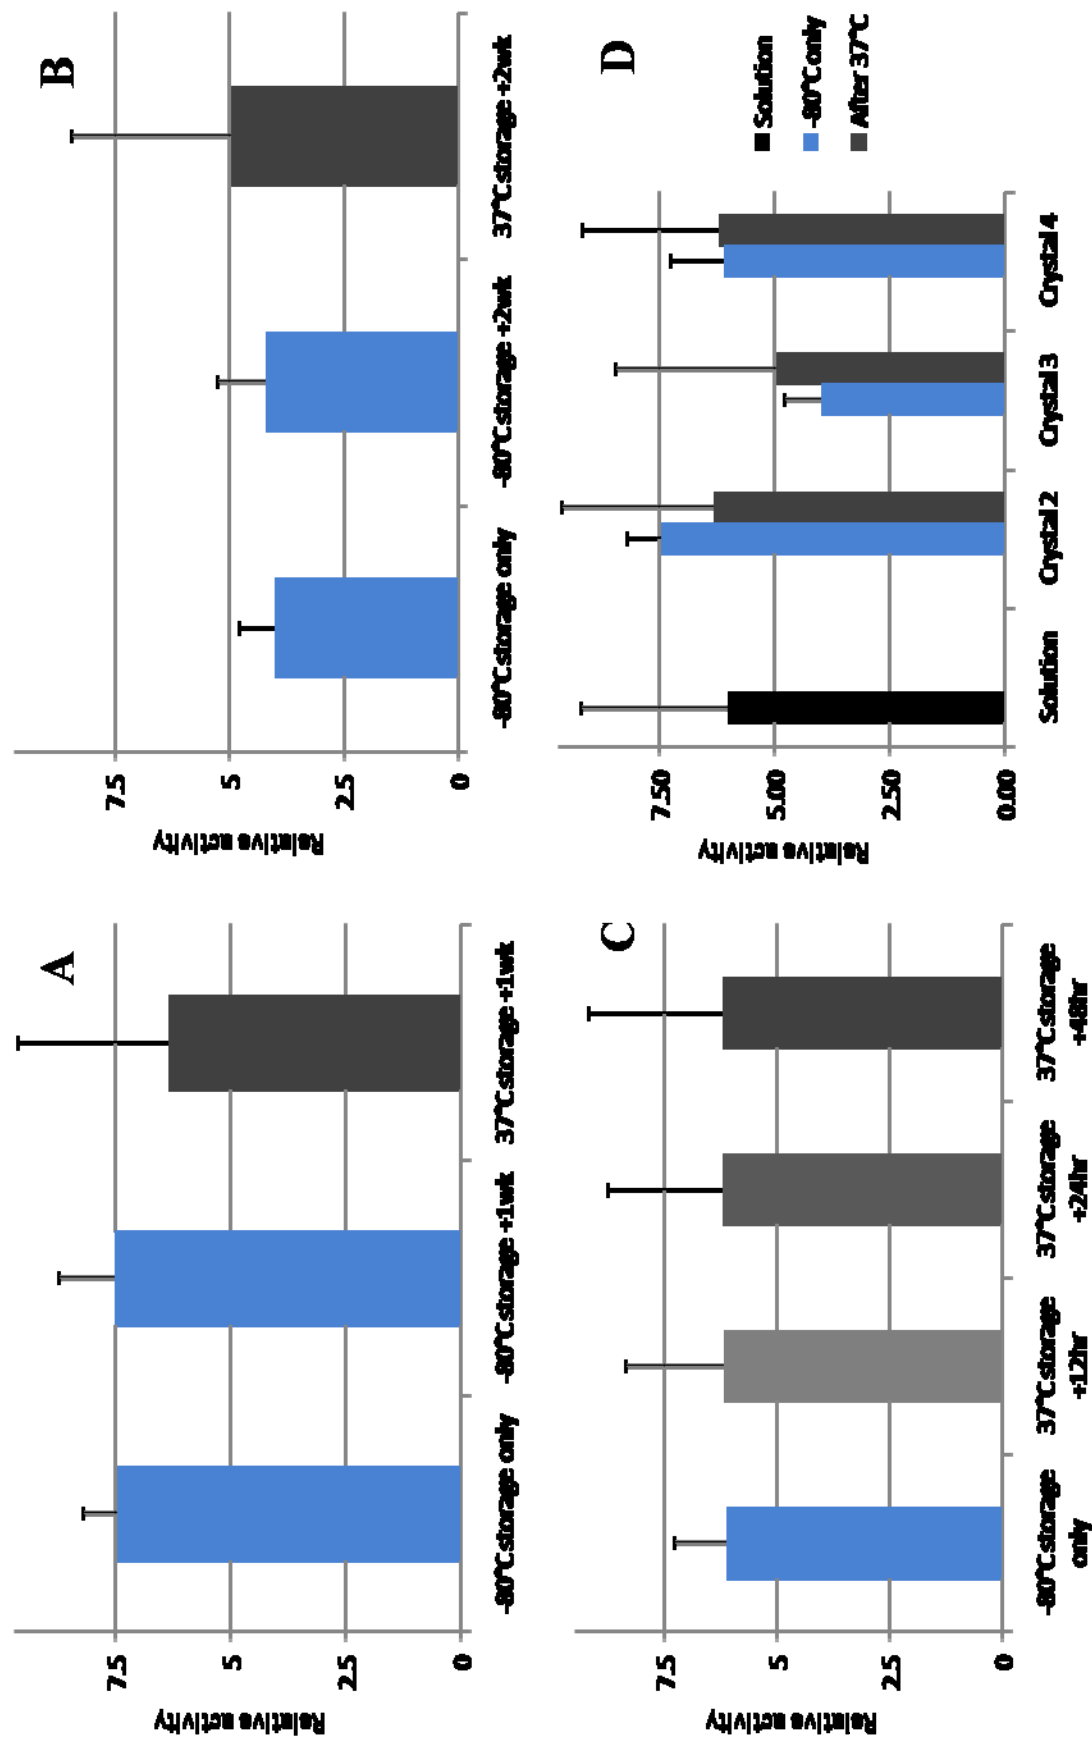 A
Relative activity
7.5
5
2.5
0
-80°C storage only
-80°C storage +1wk
37°C storage +1wk
B
Relative activity
7.5
5
2.5
0
-80°C storage only
-80°C storage +2wk
37°C storage +2wk
C
Relative activity
7.5
5
2.5
0
-80°C storage
only
37°C storage
+12hr
37°C storage
+24hr
37°C storage
+48hr
D
Relative activity
7.50
5.00
2.50
0.00
Solution
Crystal 2
Crystal 3
Crystal 4
Solution
-80°C only
After 37°C